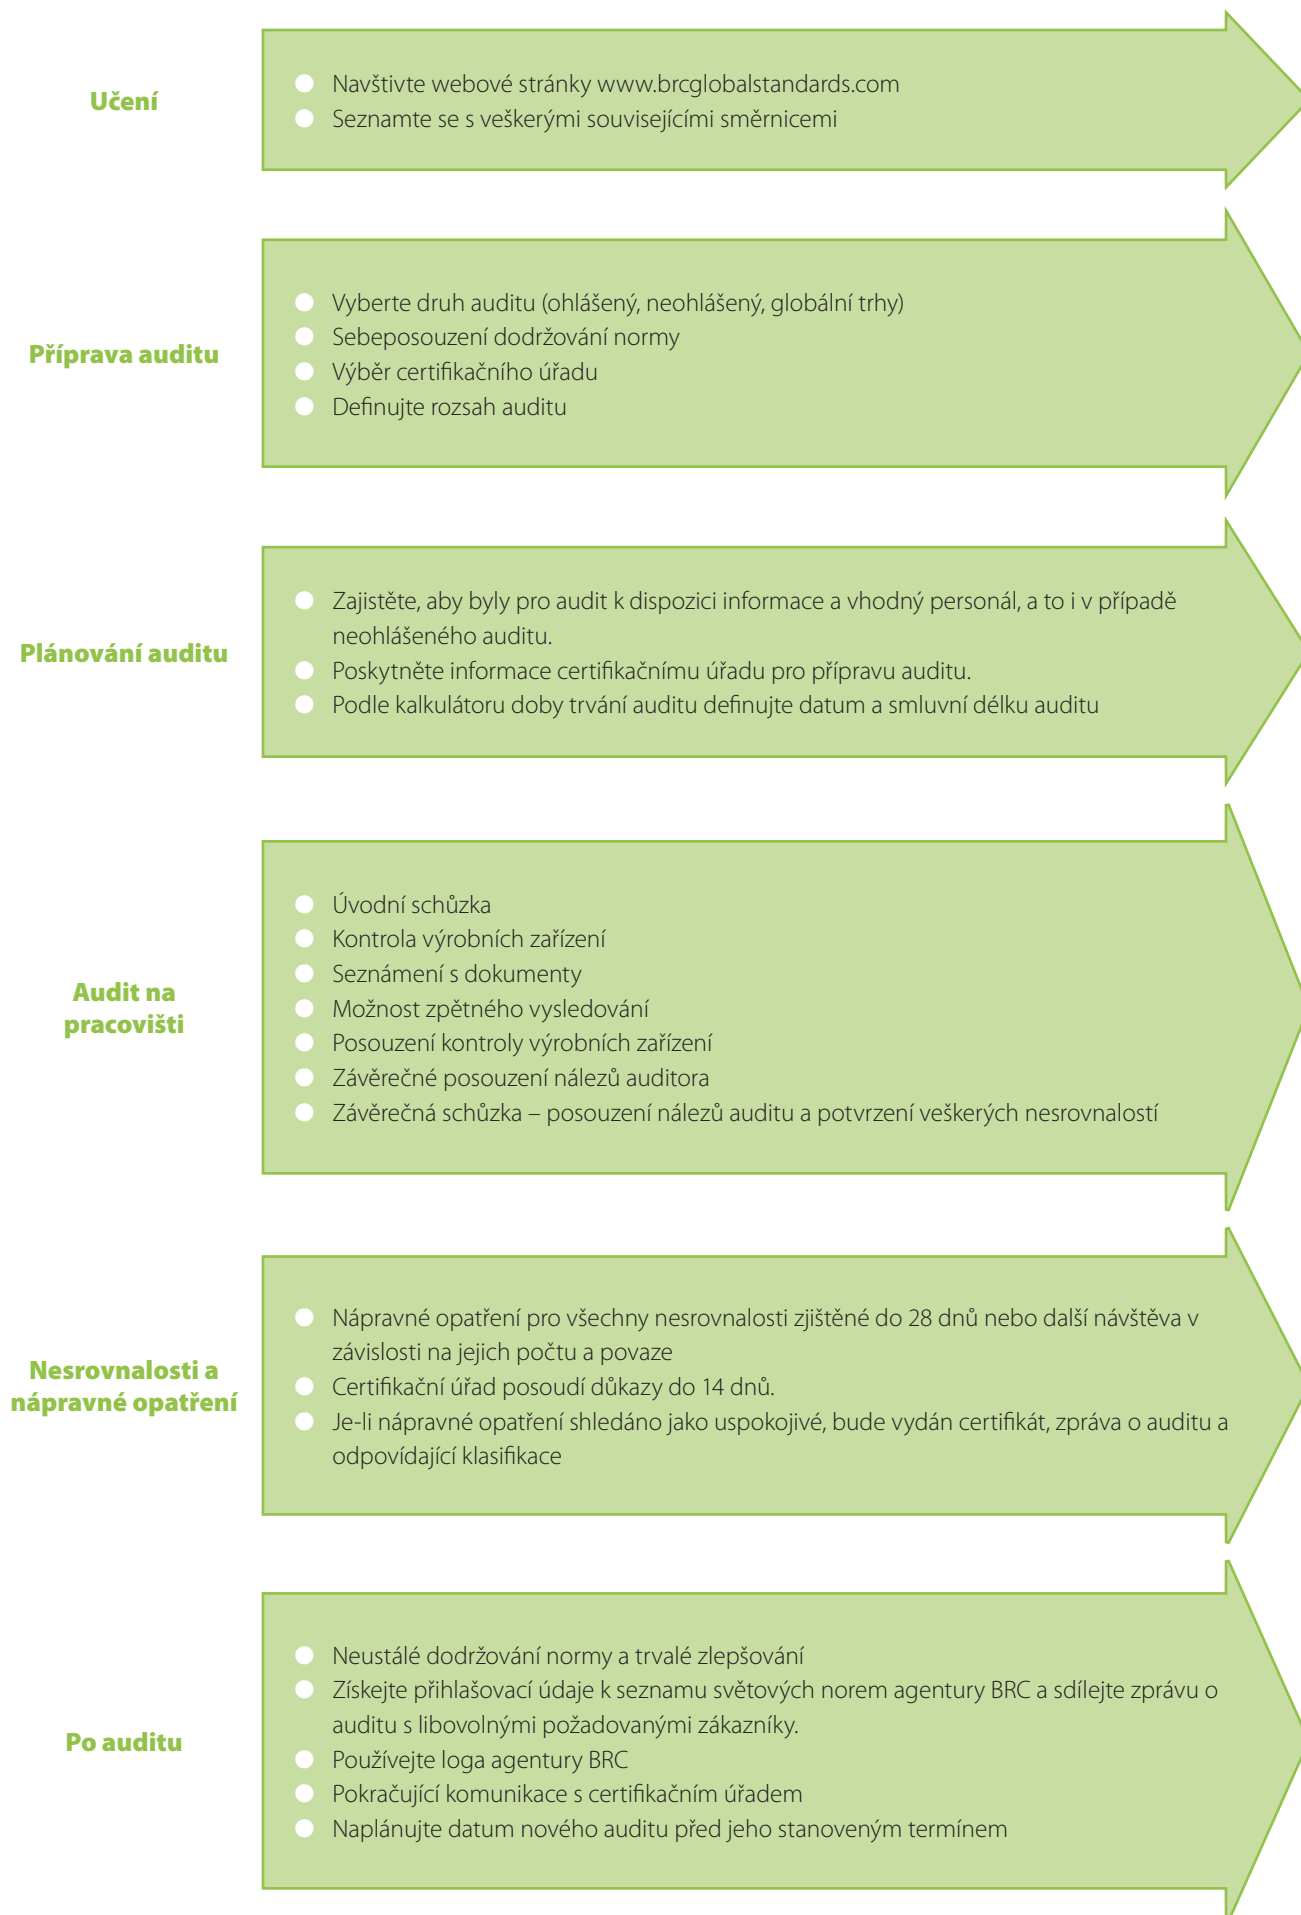 Učení
Navštivte webové stránky www.brcglobalstandards.com
Seznamte se s veškerými souvisejícími směrnicemi
Příprava auditu
Vyberte druh auditu (ohlášený, neohlášený, globální trhy)
Sebeposouzení dodržování normy
Výběr certifikačního úřadu
Definujte rozsah auditu
Plánování auditu
Zajistěte, aby byly pro audit k dispozici informace a vhodný personál, a to i v případě
neohlášeného auditu.
Poskytněte informace certifikačnímu úřadu pro přípravu auditu.
Podle kalkulátoru doby trvání auditu definujte datum a smluvní délku auditu
Audit na
pracovišti
Úvodní schůzka
Kontrola výrobních zařízení
Seznámení s dokumenty
Možnost zpětného vysledování
Posouzení kontroly výrobních zařízení
Závěrečné posouzení nálezů auditora
Závěrečná schůzka – posouzení nálezů auditu a potvrzení veškerých nesrovnalostí
Nesrovnalosti a
nápravné opatření
Nápravné opatření pro všechny nesrovnalosti zjištěné do 28 dnů nebo další návštěva v
závislosti na jejich počtu a povaze
Certifikační úřad posoudí důkazy do 14 dnů.
Je-li nápravné opatření shledáno jako uspokojivé, bude vydán certifikát, zpráva o auditu a
odpovídající klasifikace
Po auditu
Neustálé dodržování normy a trvalé zlepšování
Získejte přihlašovací údaje k seznamu světových norem agentury BRC a sdílejte zprávu o
auditu s libovolnými požadovanými zákazníky.
Používejte loga agentury BRC
Pokračující komunikace s certifikačním úřadem
Naplánujte datum nového auditu před jeho stanoveným termínem